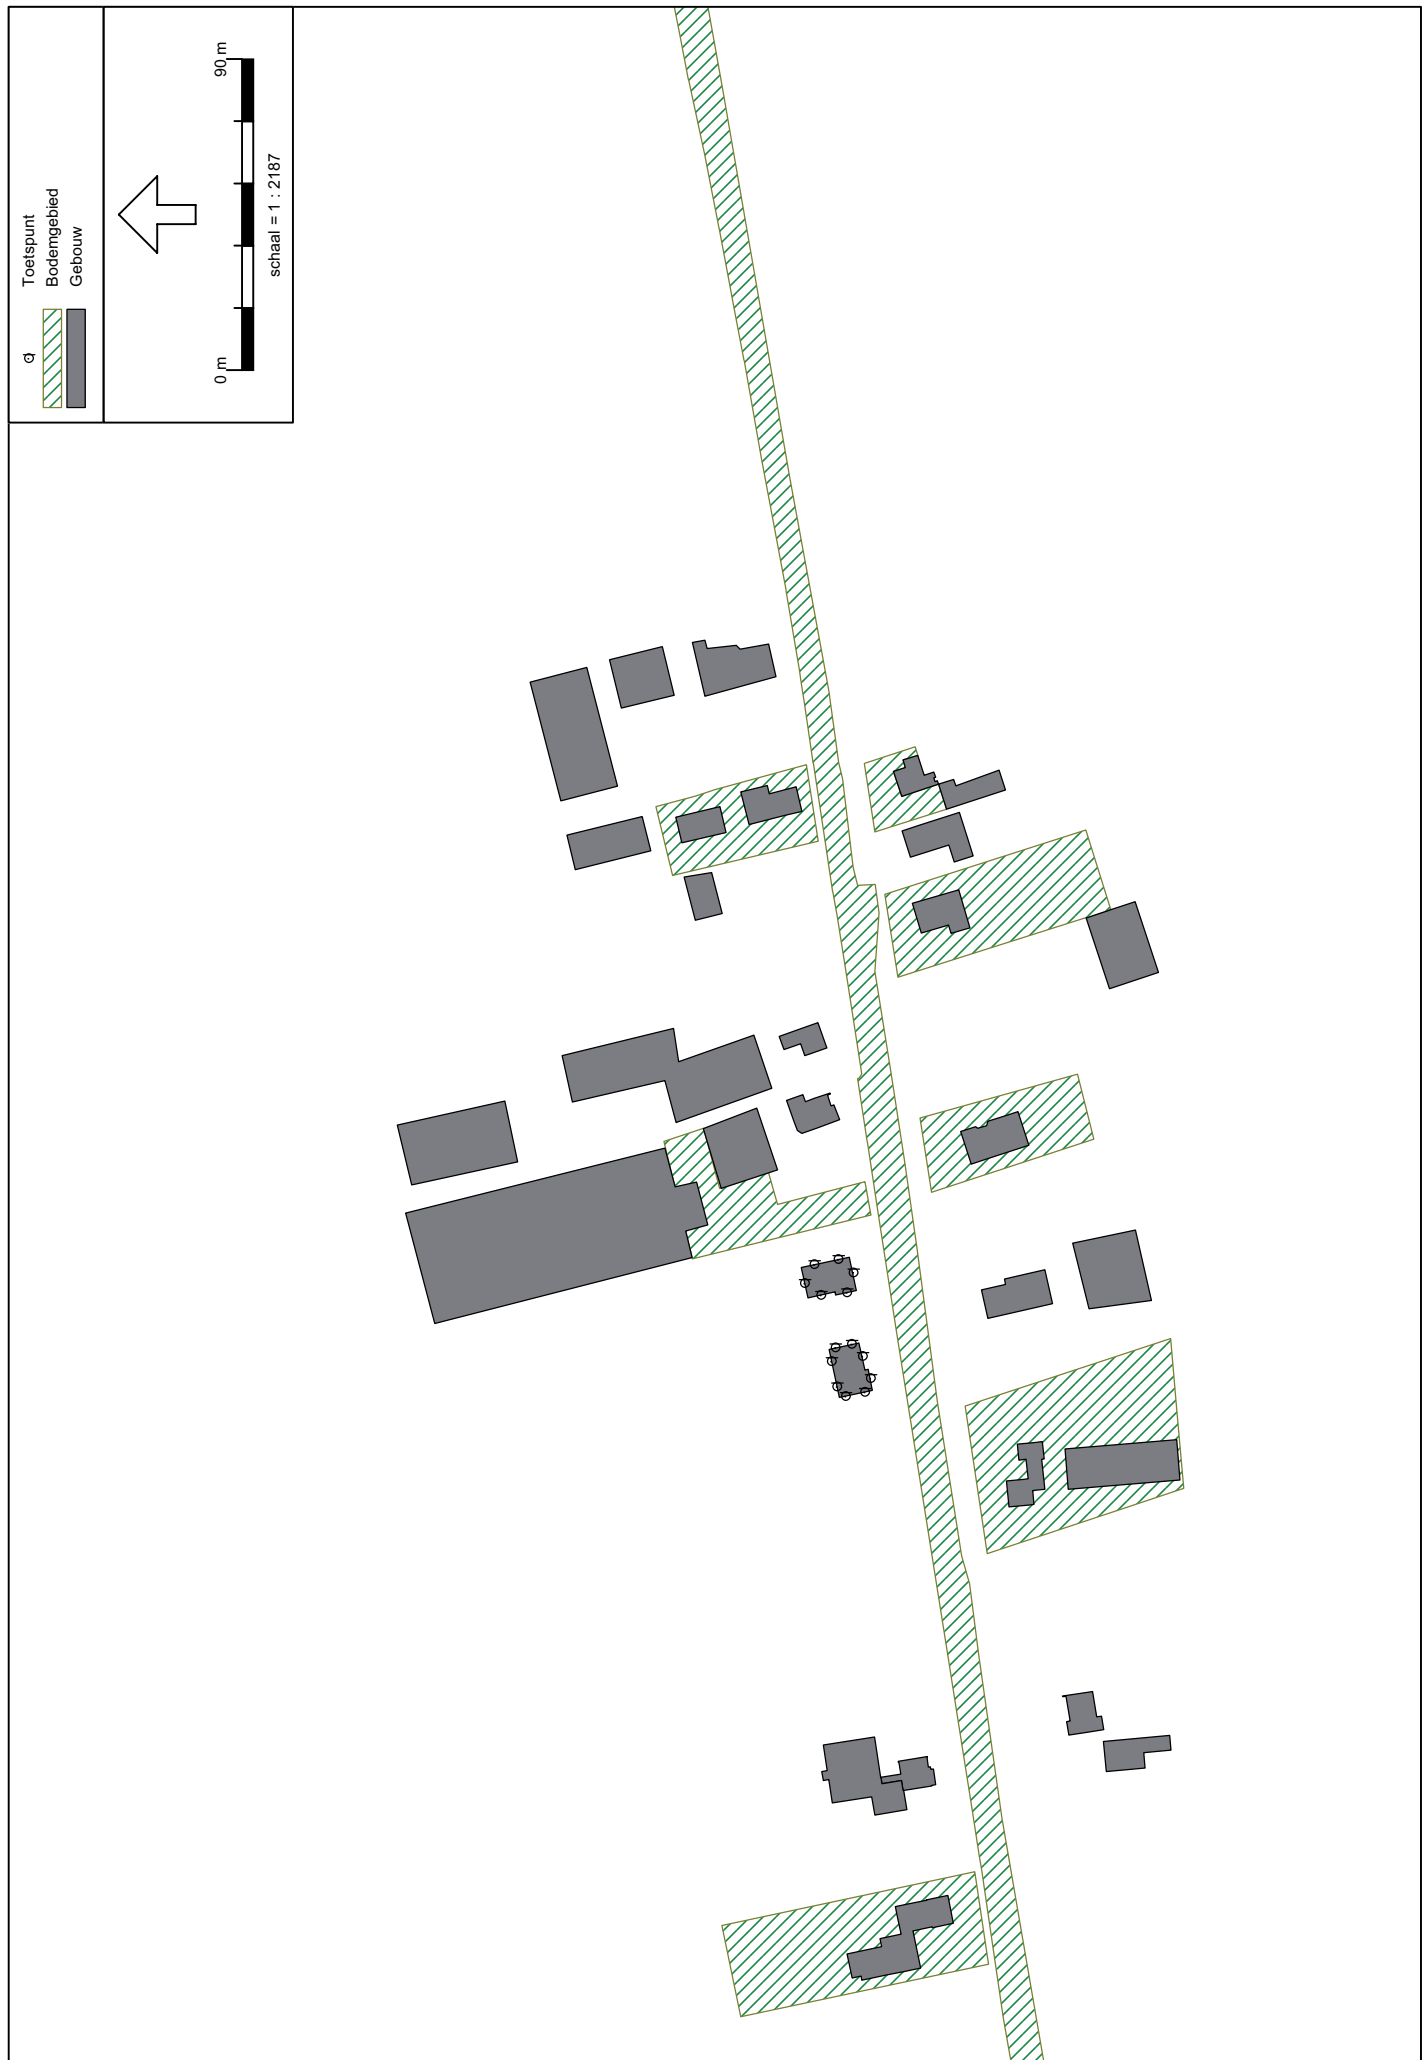 Toetspunt
Bodemgebied
Gebouw
0 m
90 m
schaal = 1 : 2187